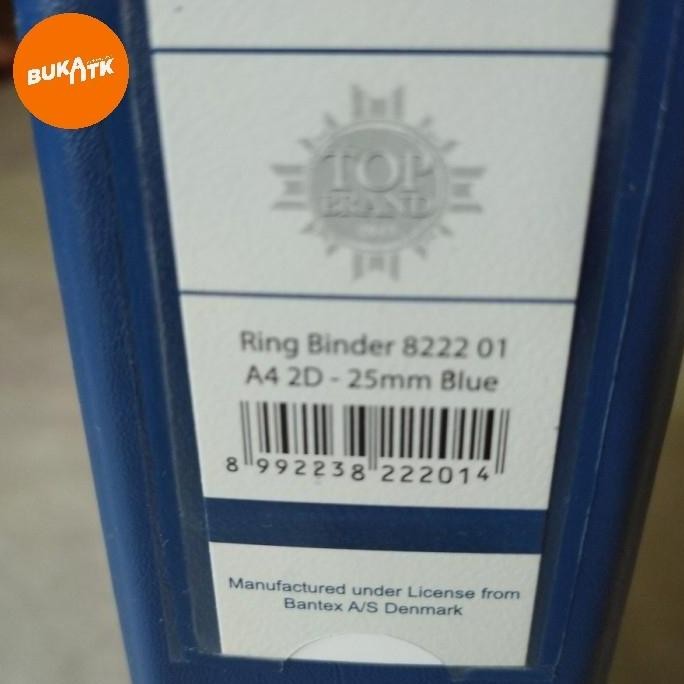 BUKAATK
TOP
BRAND
Ring Binder 8222 01
A4 2D - 25mm Blue
8 992238 222014
Manufactured under License from
Bantex A/S Denmark